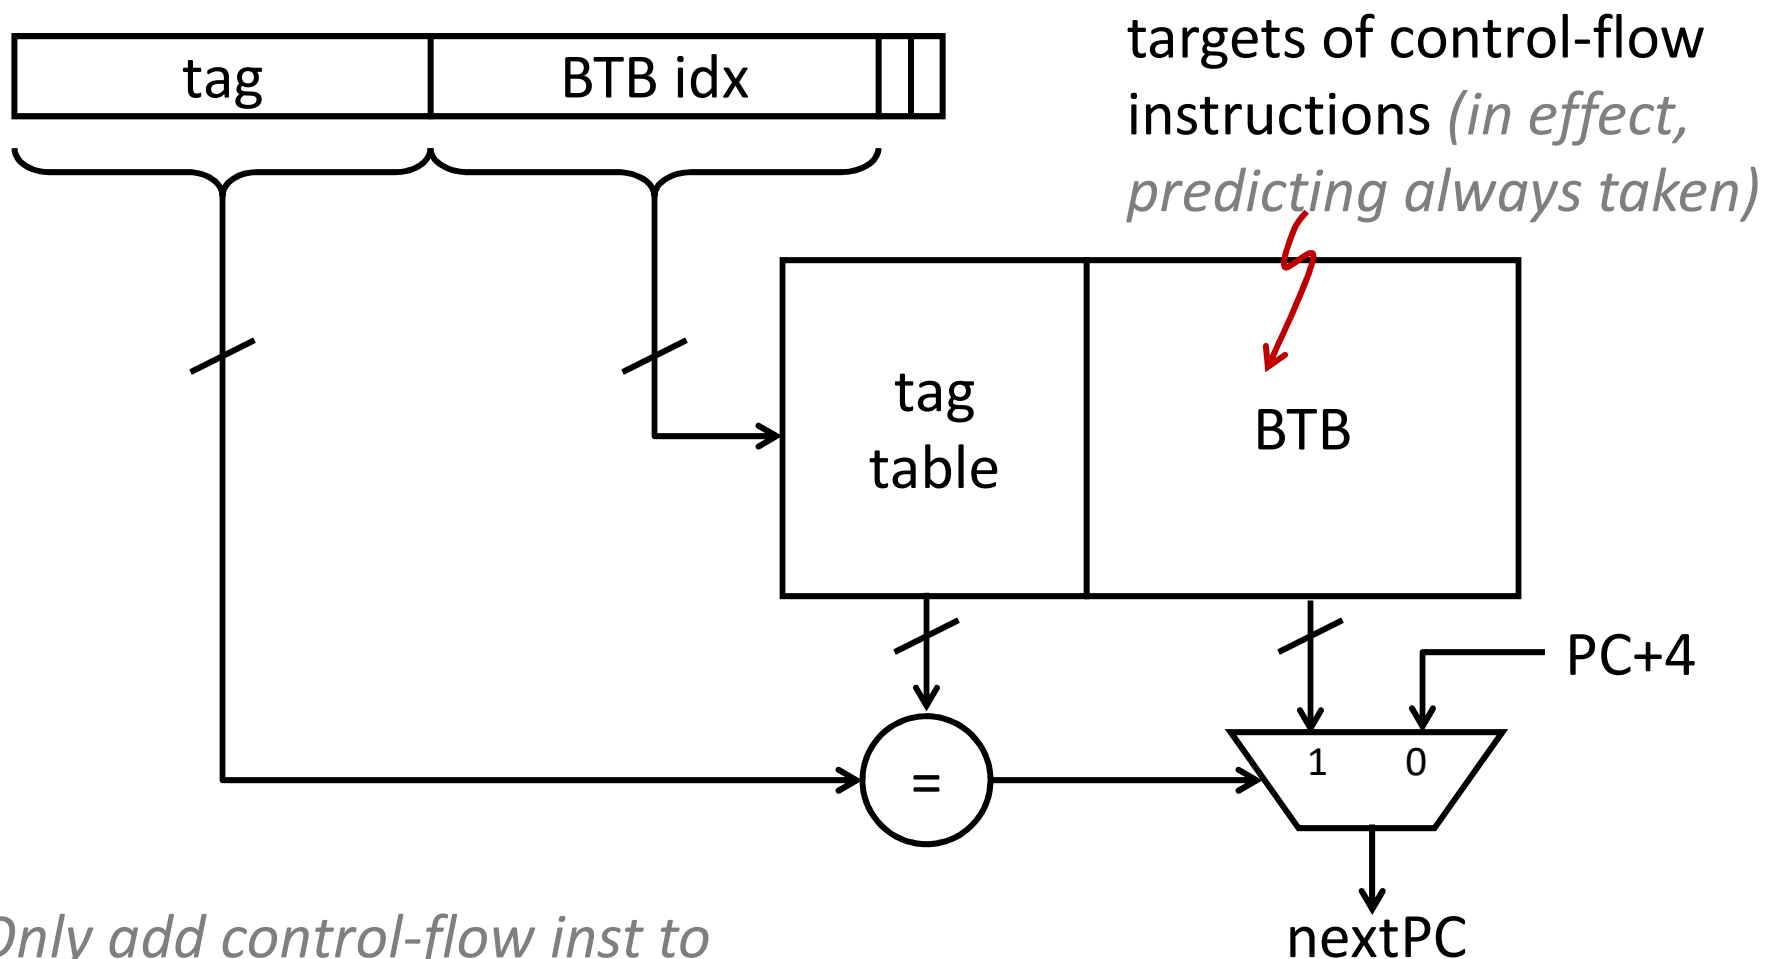 tag
BTB idx
targets of control-flow
instructions (in effect,
predicting always taken)
tag
table
BTB
PC+4
1
0
=
Only add control-flow inst to
nextPC